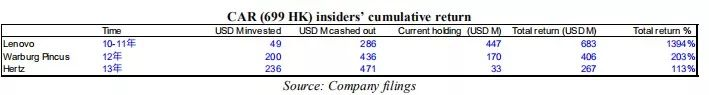 CAR (699 HK) insiders' cumulative return
Time USD M invested USD M cashed out Current holding (USD M) Total return (USD M) Total return %
Lenovo 10-11年 49 286 447 683 1394%
Warburg Pincus 12年 200 436 170 406 203%
Hertz 13年 236 471 33 267 113%
Source: Company filings